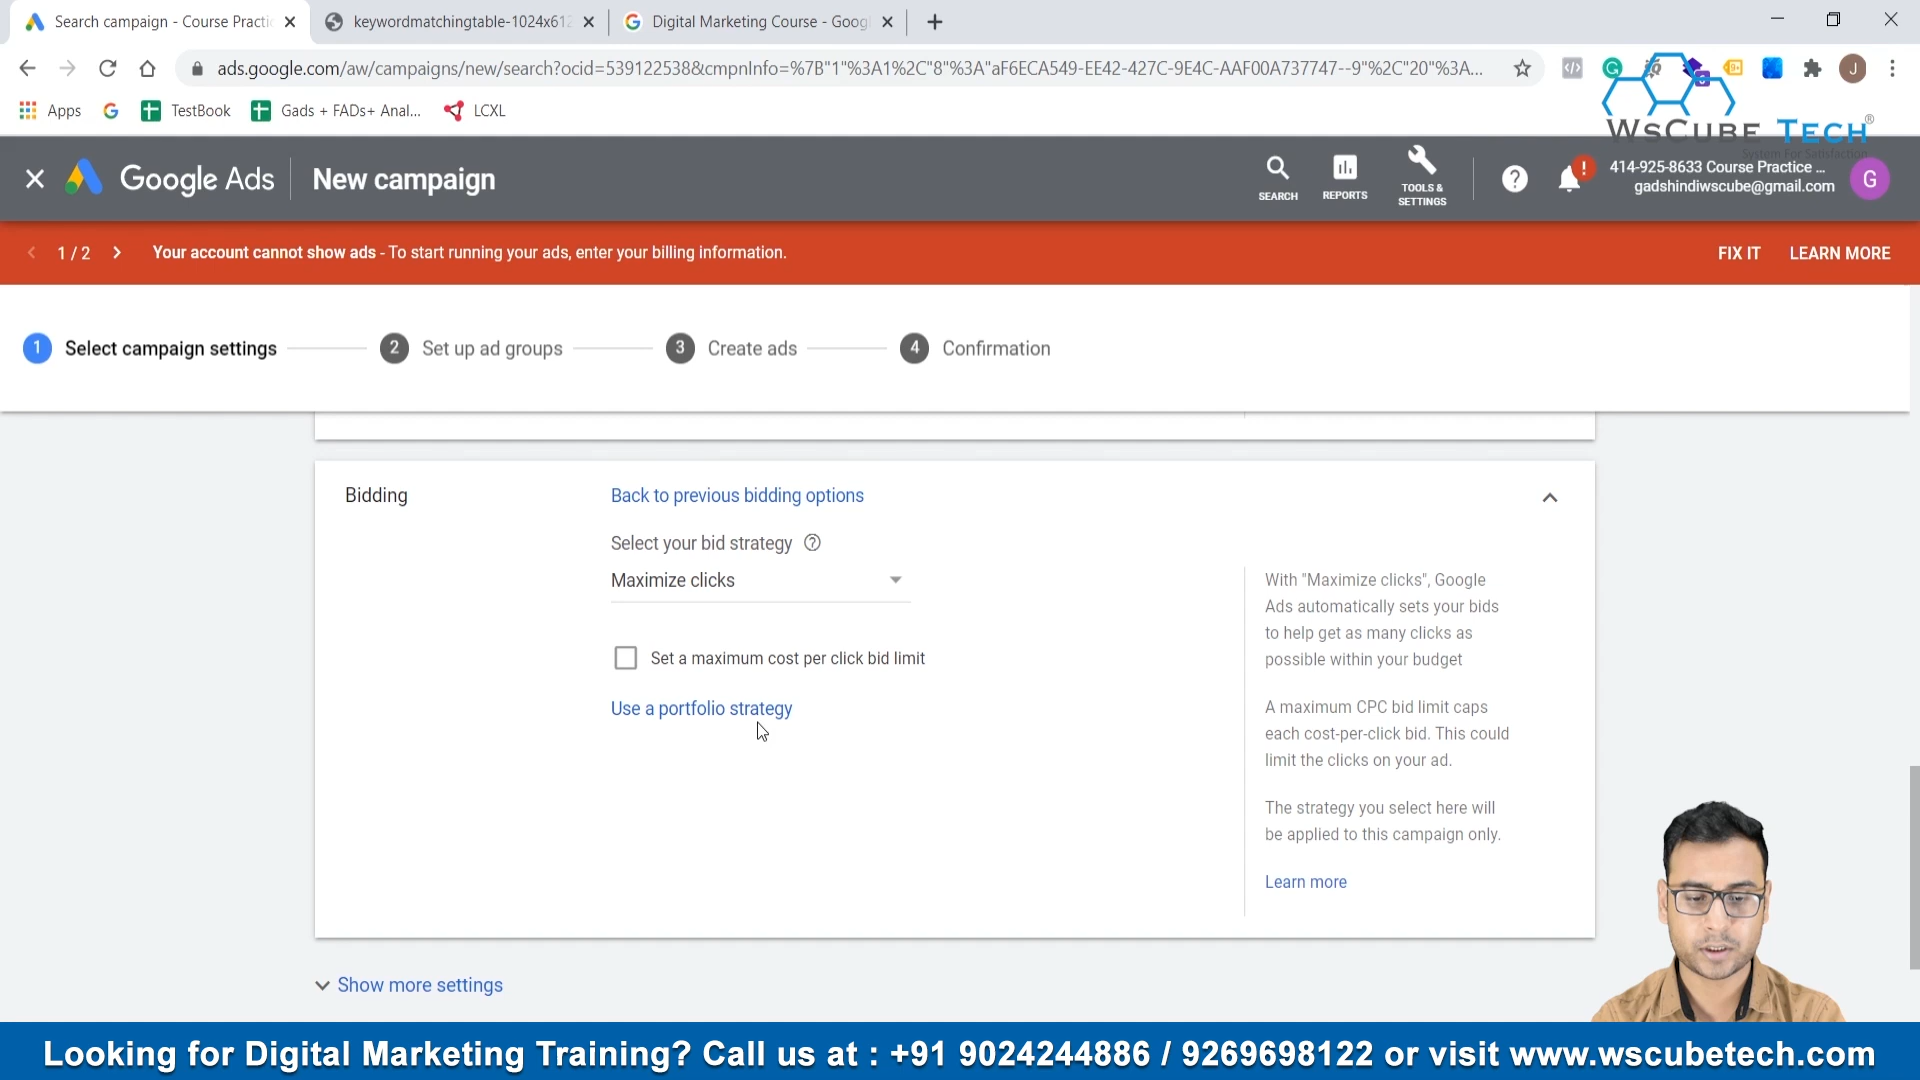 Search campaign - Course Practic
keywordmatchingtable-1024x612
Digital Marketing Course - Googl
ads.google.com/aw/campaigns/new/search?ocid=539122538&cmpnInfo=%7B"1"%3A1%2C"8"%3A"aF6ECA549-EE42-427C-9E4C-AAF00A737747--9"%2C"20"%3A...
J
Apps
TestBook
Gads + FADs+ Anal...
LCXL
WsCube Tech®
System For Satisfaction
Google Ads
New campaign
SEARCH
REPORTS
TOOLS & SETTINGS
414-925-8633 Course Practice ...
gadshindiwscube@gmail.com
G
1 / 2
Your account cannot show ads - To start running your ads, enter your billing information.
FIX IT
LEARN MORE
1 Select campaign settings
2 Set up ad groups
3 Create ads
4 Confirmation
Bidding
Back to previous bidding options
Select your bid strategy
Maximize clicks
Set a maximum cost per click bid limit
Use a portfolio strategy
With "Maximize clicks", Google
Ads automatically sets your bids
to help get as many clicks as
possible within your budget
A maximum CPC bid limit caps
each cost-per-click bid. This could
limit the clicks on your ad.
The strategy you select here will
be applied to this campaign only.
Learn more
Show more settings
Looking for Digital Marketing Training? Call us at : +91 9024244886 / 9269698122 or visit www.wscubetech.com